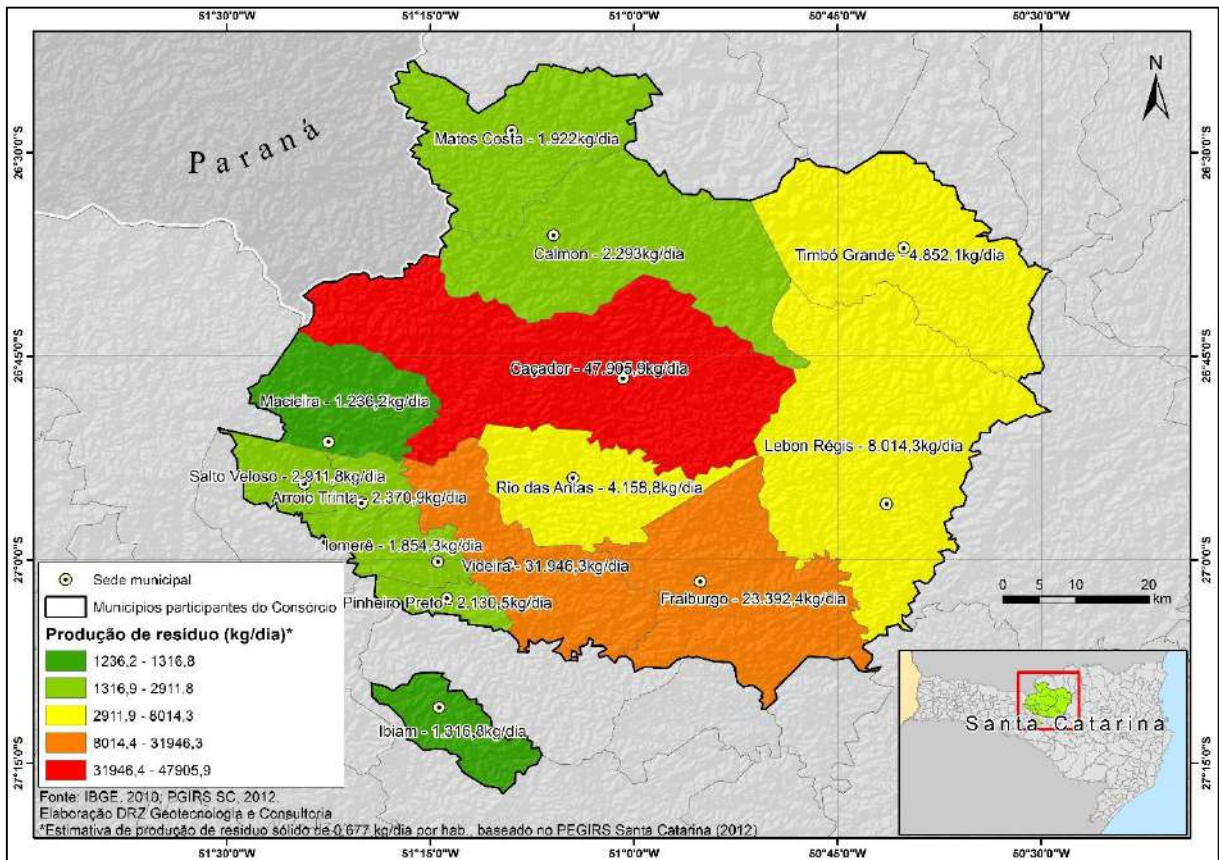 51°30'0"O 51°15'0"O 51°0'0"O 50°45'0"O 50°30'0"O
N
Paraná
Matos Costa - 1.922kg/dia
26°30'0"S 26°30'0"S
Calmon - 2.293kg/dia
Timbó Grande - 4.852,1kg/dia
26°45'0"S 26°45'0"S
Caçador - 47.905,9kg/dia
Macieira - 1.236,2kg/dia
Lebon Régis - 8.014,3kg/dia
Salto Veloso - 2.911,8kg/dia
Arroio Trinta - 2.370,9kg/dia
Rio das Antas - 4.158,8kg/dia
Iomerê - 1.854,3kg/dia
27°0'0"S 27°0'0"S
Videira - 31.946,3kg/dia
Fraiburgo - 23.392,4kg/dia
Pinheiro Preto - 2.130,5kg/dia
0 5 10 20
km
Sede municipal
Municípios participantes do Consórcio
Produção de resíduo (kg/dia)*
1236,2 - 1316,8
1316,9 - 2911,8
2911,9 - 8014,3
8014,4 - 31946,3
31946,4 - 47905,9
Ibiam - 1.316,8kg/dia
Santa Catarina
27°15'0"S 27°15'0"S
Fonte: IBGE, 2010; PGIRS SC, 2012.
Elaboração DRZ Geotecnologia e Consultoria
*Estimativa de produção de resíduo sólido de 0,677 kg/dia por hab., baseado no PEGIRS Santa Catarina (2012)
51°30'0"O 51°15'0"O 51°0'0"O 50°45'0"O 50°30'0"O